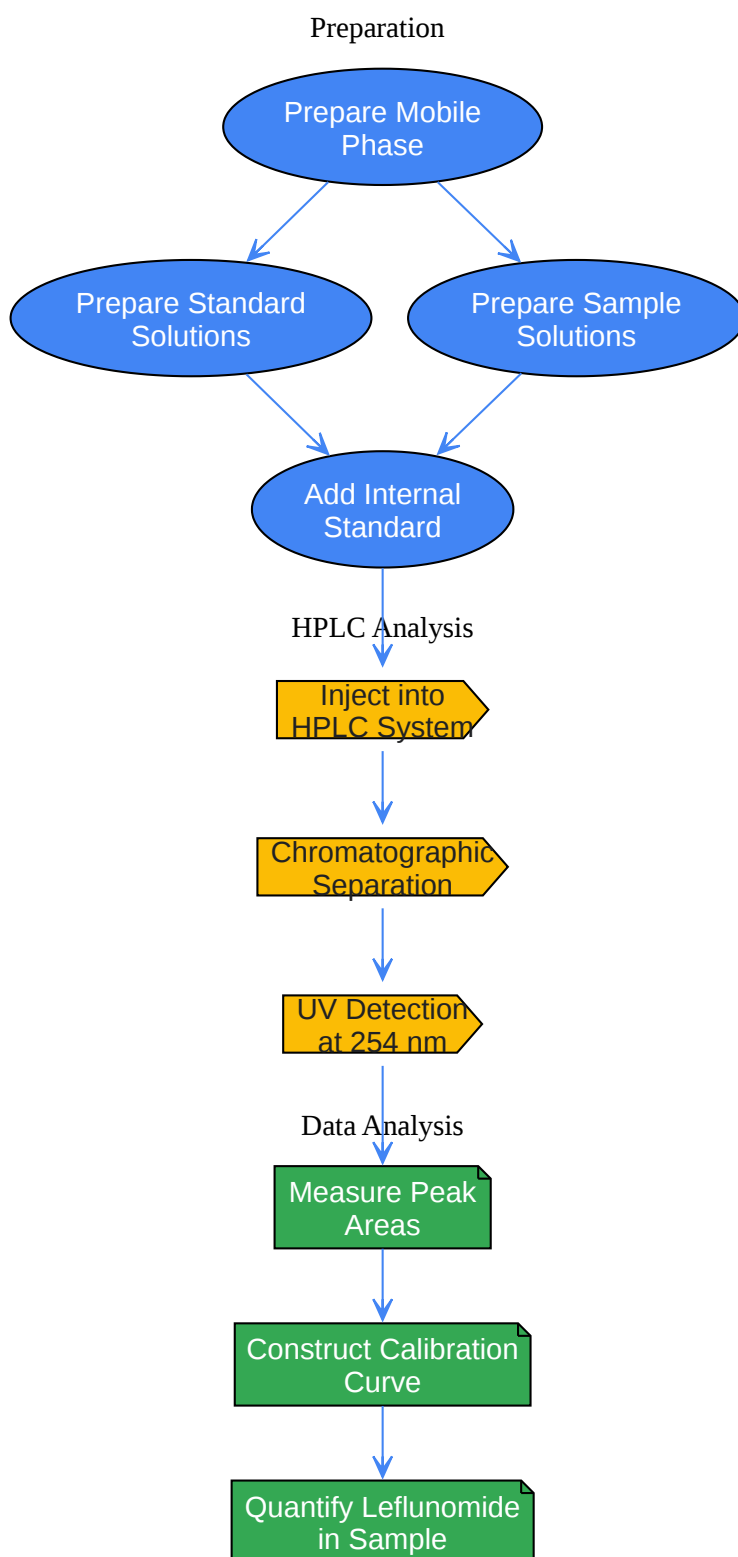 Preparation
Prepare Mobile
Phase
Prepare Standard
Solutions
Prepare Sample
Solutions
Add Internal
Standard
HPLC Analysis
Inject into
HPLC System
Chromatographic
Separation
UV Detection
at 254 nm
Data Analysis
Measure Peak
Areas
Construct Calibration
Curve
Quantify Leflunomide
in Sample